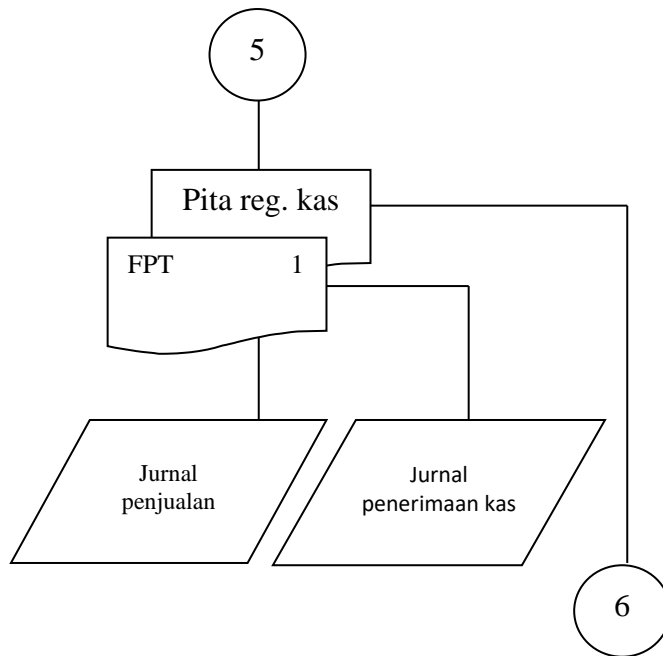 5
Pita reg. kas
FPT 1
Jurnal
penjualan
Jurnal
penerimaan kas
6